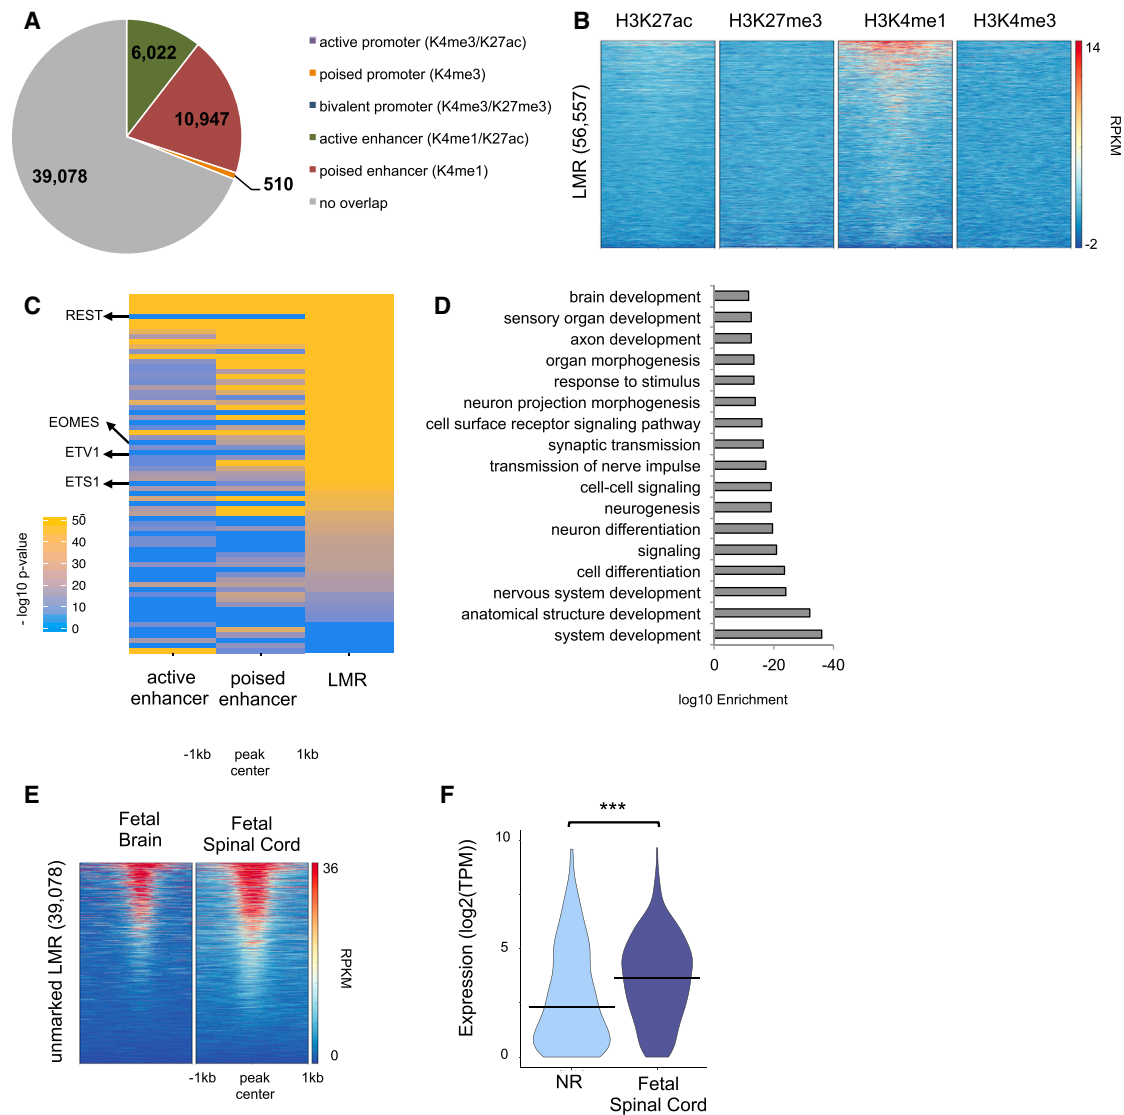 A
6,022
10,947
39,078
510
active promoter (K4me3/K27ac)
poised promoter (K4me3)
bivalent promoter (K4me3/K27me3)
active enhancer (K4me1/K27ac)
poised enhancer (K4me1)
no overlap
B
H3K27ac
H3K27me3
H3K4me1
H3K4me3
LMR (56,557)
14
RPKM
-2
C
REST
EOMES
ETV1
ETS1
- log10 p-value
50
40
30
20
10
0
active
enhancer
poised
enhancer
LMR
D
brain development
sensory organ development
axon development
organ morphogenesis
response to stimulus
neuron projection morphogenesis
cell surface receptor signaling pathway
synaptic transmission
transmission of nerve impulse
cell-cell signaling
neurogenesis
neuron differentiation
signaling
cell differentiation
nervous system development
anatomical structure development
system development
0
-20
-40
log10 Enrichment
-1kb
peak
center
1kb
E
Fetal
Brain
Fetal
Spinal Cord
unmarked LMR (39,078)
36
RPKM
0
-1kb
peak
center
1kb
F
***
Expression (log2(TPM))
10
5
0
NR
Fetal
Spinal Cord